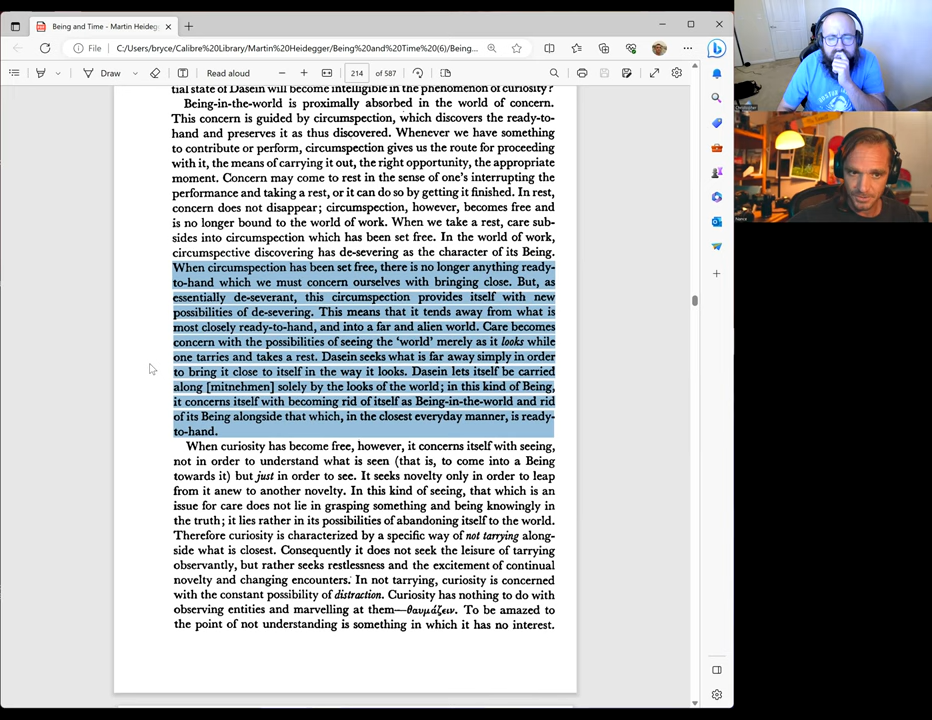 Being and Time - Martin Heideg
File
C:/Users/bryce/Calibre%20Library/Martin%20Heidegger/Being%20and%20Time%20(6)/Being...
Draw
Read aloud
214 of 587
tial state of Dasein will become intelligible in the phenomenon of curiosity?
Being-in-the-world is proximally absorbed in the world of concern.
This concern is guided by circumspection, which discovers the ready-to-
hand and preserves it as thus discovered. Whenever we have something
to contribute or perform, circumspection gives us the route for proceeding
with it, the means of carrying it out, the right opportunity, the appropriate
moment. Concern may come to rest in the sense of one's interrupting the
performance and taking a rest, or it can do so by getting it finished. In rest,
concern does not disappear; circumspection, however, becomes free and
is no longer bound to the world of work. When we take a rest, care sub-
sides into circumspection which has been set free. In the world of work,
circumspective discovering has de-severing as the character of its Being.
When circumspection has been set free, there is no longer anything ready-
to-hand which we must concern ourselves with bringing close. But, as
essentially de-severant, this circumspection provides itself with new
possibilities of de-severing. This means that it tends away from what is
most closely ready-to-hand, and into a far and alien world. Care becomes
concern with the possibilities of seeing the 'world' merely as it looks while
one tarries and takes a rest. Dasein seeks what is far away simply in order
to bring it close to itself in the way it looks. Dasein lets itself be carried
along [mitnehmen] solely by the looks of the world; in this kind of Being,
it concerns itself with becoming rid of itself as Being-in-the-world and rid
of its Being alongside that which, in the closest everyday manner, is ready-
to-hand.
When curiosity has become free, however, it concerns itself with seeing,
not in order to understand what is seen (that is, to come into a Being
towards it) but just in order to see. It seeks novelty only in order to leap
from it anew to another novelty. In this kind of seeing, that which is an
issue for care does not lie in grasping something and being knowingly in
the truth; it lies rather in its possibilities of abandoning itself to the world.
Therefore curiosity is characterized by a specific way of not tarrying along-
side what is closest. Consequently it does not seek the leisure of tarrying
observantly, but rather seeks restlessness and the excitement of continual
novelty and changing encounters. In not tarrying, curiosity is concerned
with the constant possibility of distraction. Curiosity has nothing to do with
observing entities and marvelling at them—θαυμάζειν. To be amazed to
the point of not understanding is something in which it has no interest.